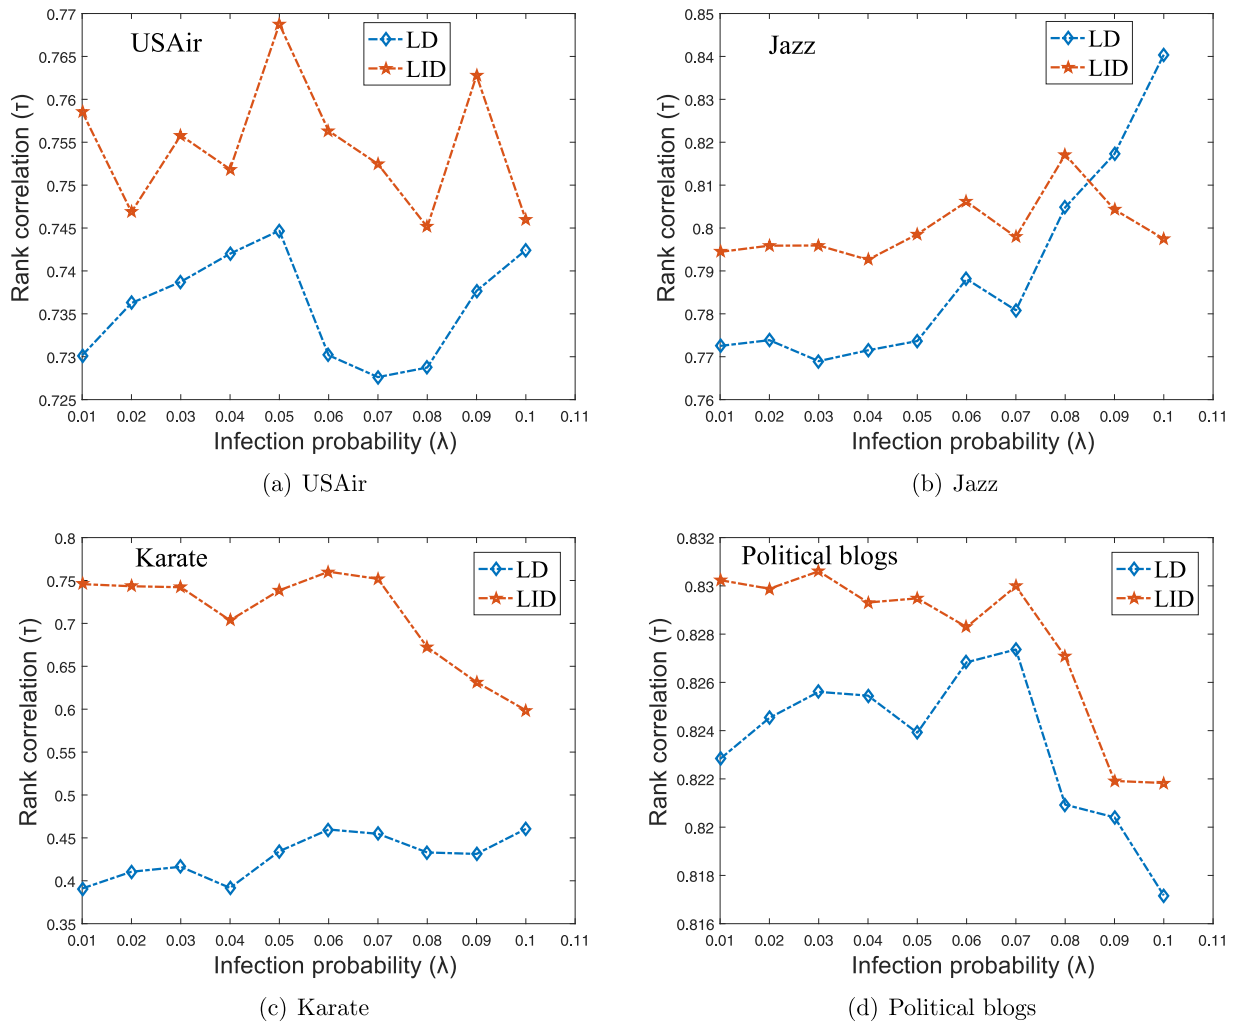 USAir
LD
LID
0.77
0.765
0.76
0.755
0.75
0.745
0.74
0.735
0.73
0.725
Rank correlation (τ)
0.01 0.02 0.03 0.04 0.05 0.06 0.07 0.08 0.09 0.1 0.11
Infection probability (λ)
(a) USAir
Jazz
LD
LID
0.85
0.84
0.83
0.82
0.81
0.8
0.79
0.78
0.77
0.76
Rank correlation (τ)
0.01 0.02 0.03 0.04 0.05 0.06 0.07 0.08 0.09 0.1 0.11
Infection probability (λ)
(b) Jazz
Karate
LD
LID
0.8
0.75
0.7
0.65
0.6
0.55
0.5
0.45
0.4
0.35
Rank correlation (τ)
0.01 0.02 0.03 0.04 0.05 0.06 0.07 0.08 0.09 0.1 0.11
Infection probability (λ)
(c) Karate
Political blogs
LD
LID
0.832
0.830
0.828
0.826
0.824
0.822
0.82
0.818
0.816
Rank correlation (τ)
0.01 0.02 0.03 0.04 0.05 0.06 0.07 0.08 0.09 0.1 0.11
Infection probability (λ)
(d) Political blogs